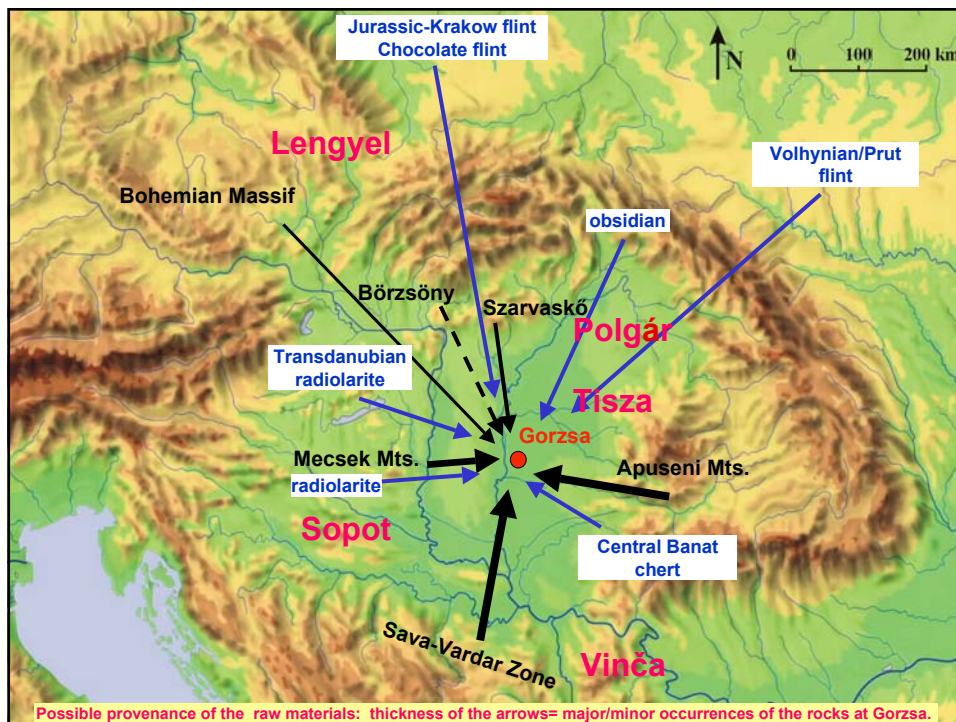 Jurassic-Krakow flint
Chocolate flint
N
0 100 200 km
Lengyel
Volhynian/Prut
flint
Bohemian Massif
obsidian
Börzsöny
Szarvaskő
Polgár
Transdanubian
radiolarite
Tisza
Gorzsa
Mecsek Mts.
Apuseni Mts.
radiolarite
Sopot
Central Banat
chert
Sava-Vardar Zone
Vinča
Possible provenance of the raw materials: thickness of the arrows= major/minor occurrences of the rocks at Gorzsa.